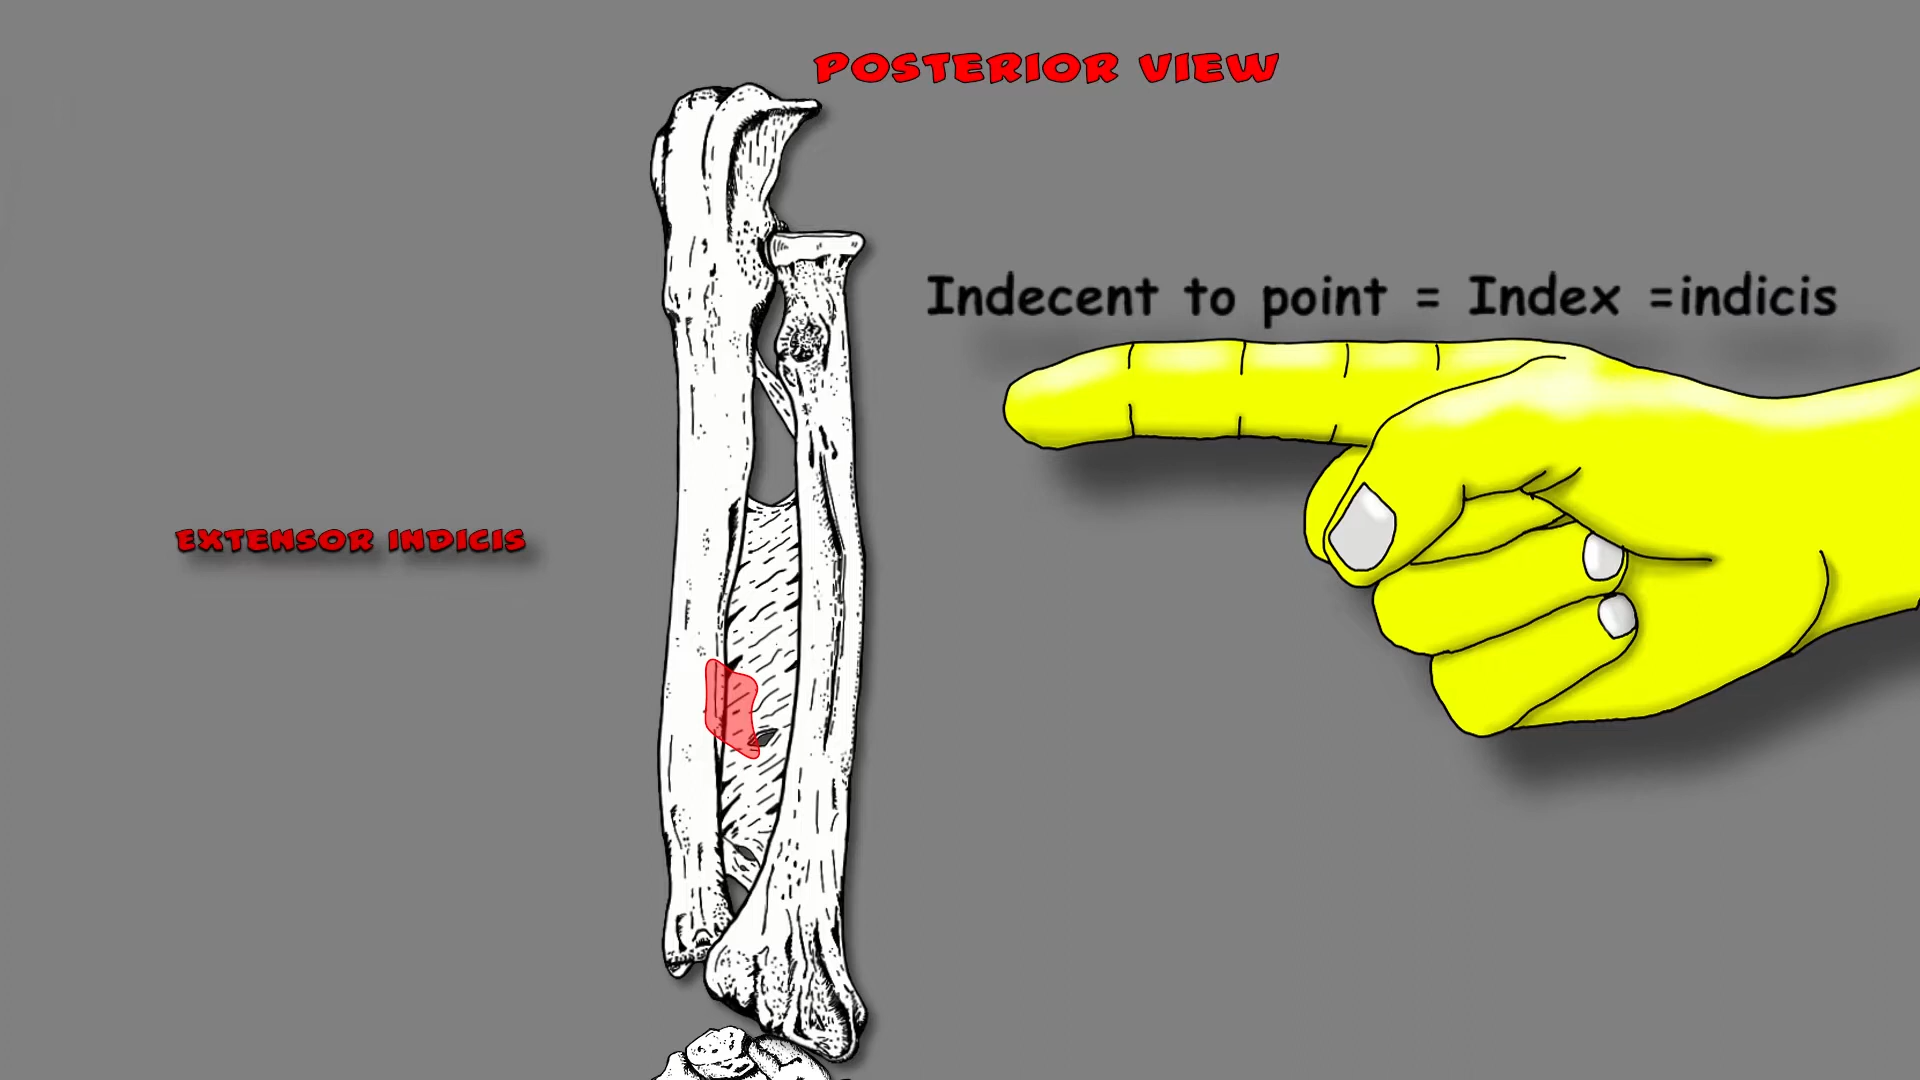 POSTERIOR VIEW
Indecent to point = Index =indicis
EXTENSOR INDICIS